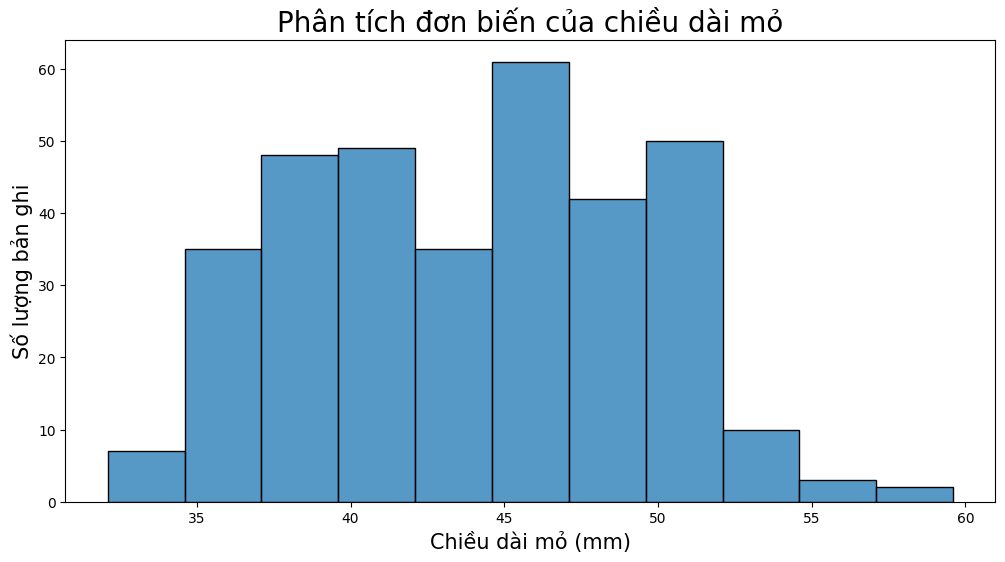 Phân tích đơn biến của chiều dài mỏ
60
50
40
30
20
10
0
Số lượng bản ghi
35 40 45 50 55 60
Chiều dài mỏ (mm)